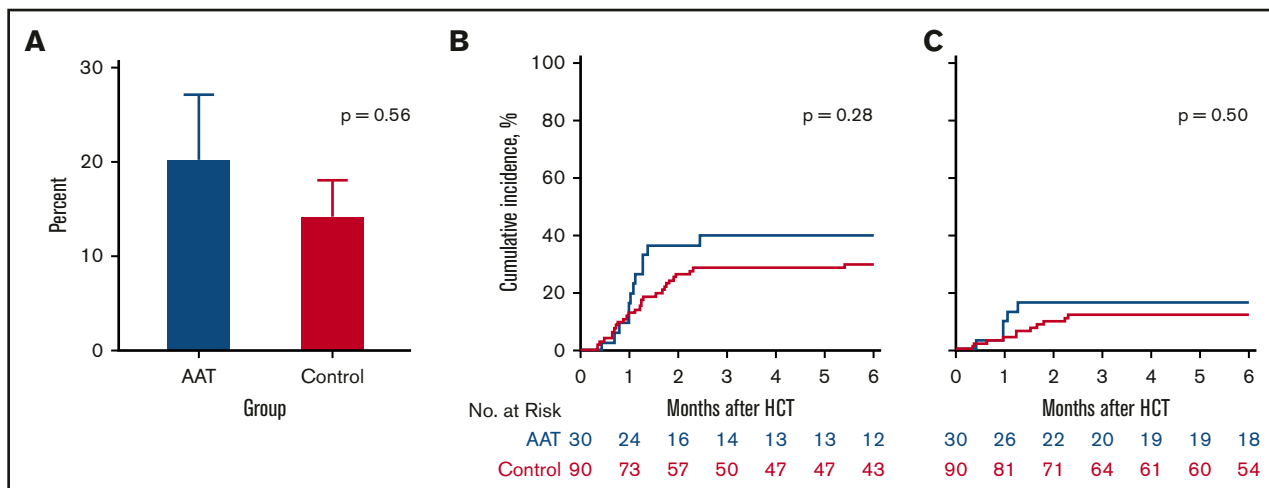 A
Percent
30
20
10
0
p = 0.56
AAT Control
Group
B
Cumulative incidence, %
100
80
60
40
20
0
p = 0.28
0 1 2 3 4 5 6
Months after HCT
No. at Risk
AAT 30 24 16 14 13 13 12
Control 90 73 57 50 47 47 43
C
p = 0.50
0 1 2 3 4 5 6
Months after HCT
30 26 22 20 19 19 18
90 81 71 64 61 60 54